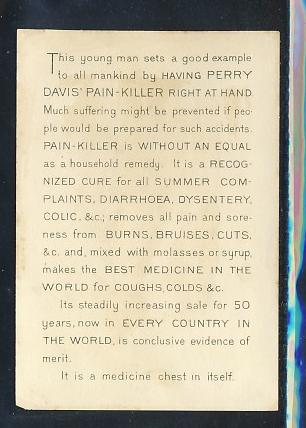 This young man sets a good example
to all mankind by HAVING PERRY
DAVIS' PAIN-KILLER RIGHT AT HAND.
Much suffering might be prevented if peo-
ple would be prepared for such accidents.
PAIN-KILLER is WITHOUT AN EQUAL
as a household remedy. It is a RECOG-
NIZED CURE for all SUMMER COM-
PLAINTS, DIARRHOEA, DYSENTERY,
COLIC, &c.; removes all pain and sore-
ness from BURNS, BRUISES, CUTS,
&c. and, mixed with molasses or syrup,
makes the BEST MEDICINE IN THE
WORLD for COUGHS, COLDS &c.
Its steadily increasing sale for 50
years, now in EVERY COUNTRY IN
THE WORLD, is conclusive evidence of
merit.
It is a medicine chest in itself.